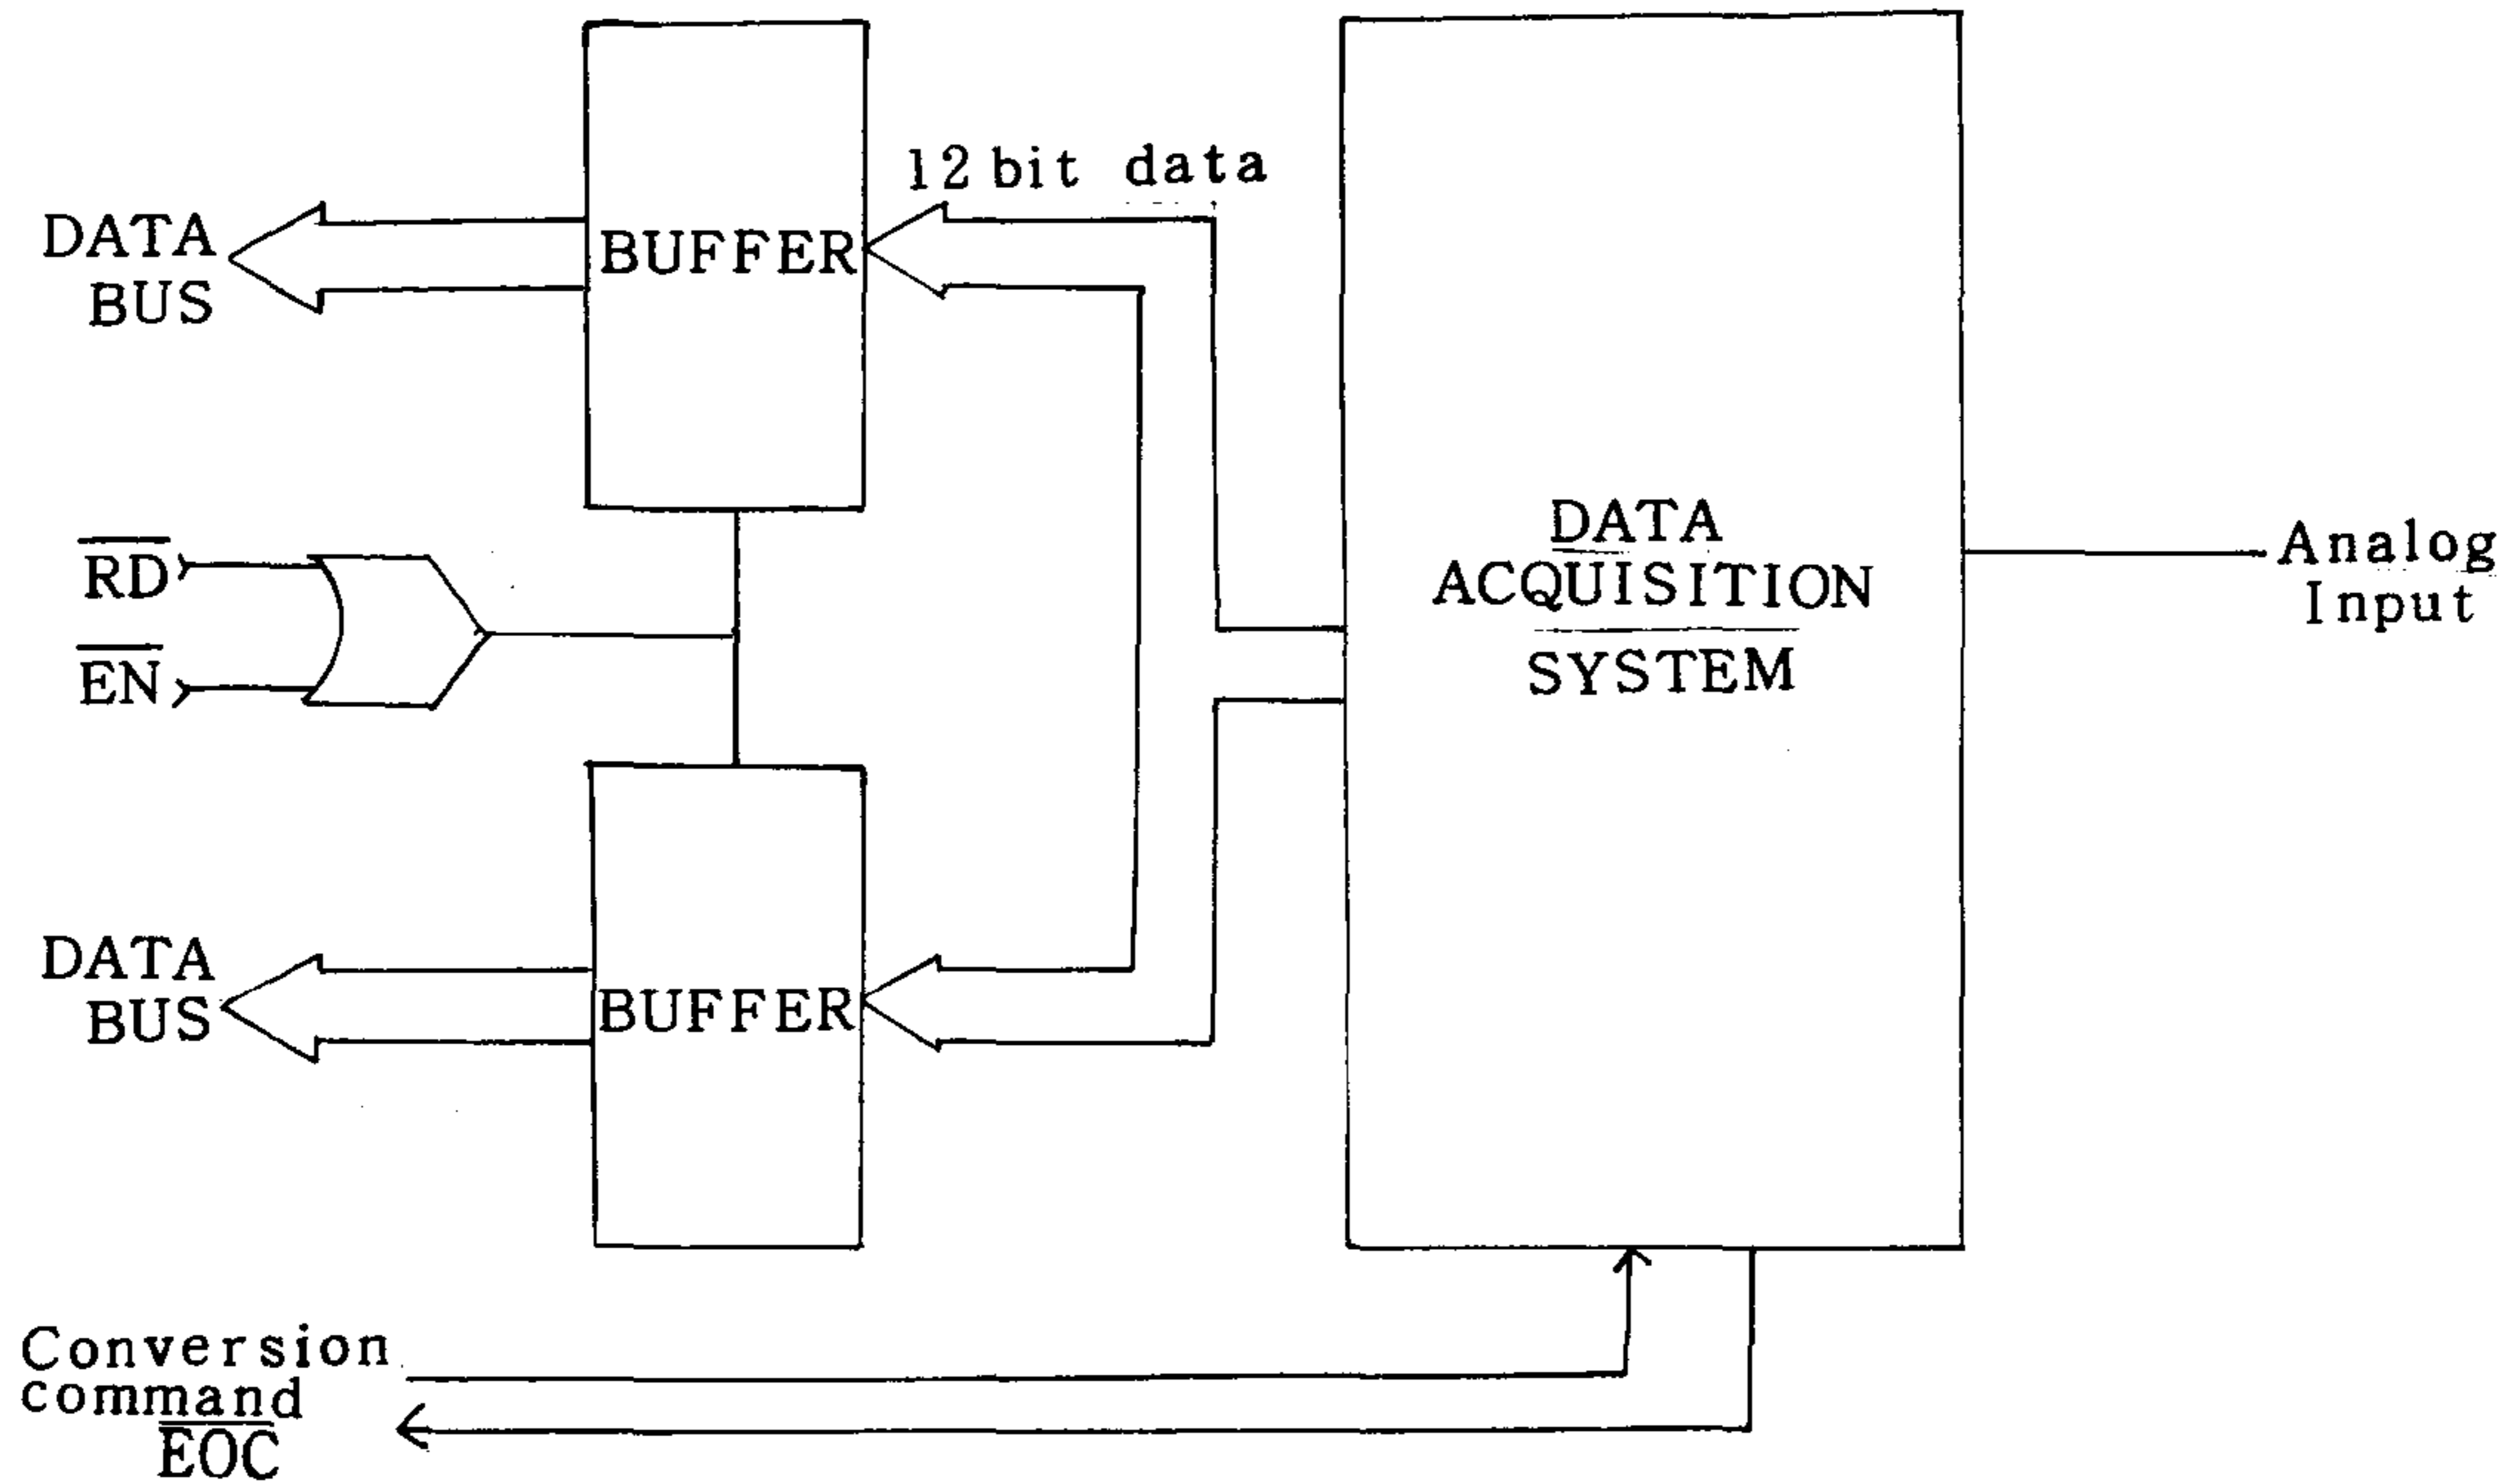 12 bit data
DATA
BUS
BUFFER
RD
EN
DATA
ACQUISITION
SYSTEM
Analog
Input
DATA
BUS
BUFFER
Conversion
command
EOC